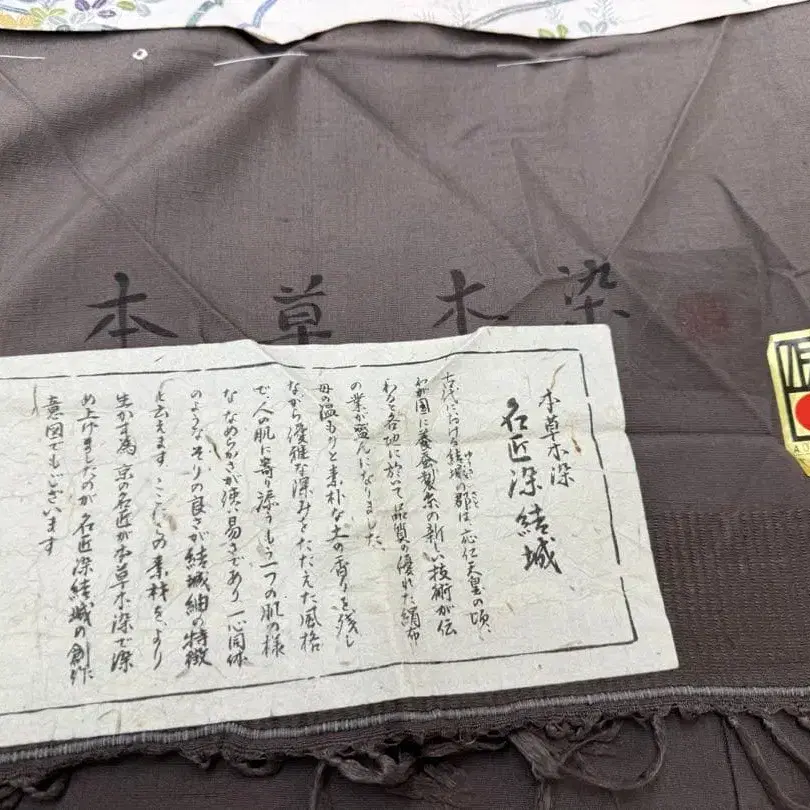 本草木染
本草木染
名匠染結城
古代における結城の郡は、応仁天皇の頃、
わが国に養蚕製糸の新しい技術が伝
わると各地に於いて品質の優れた絹布
の業が盛んになりました。
母の温もりと素朴な土の香りを残し
ながら優雅な深みをたたえた風格
で、人の肌に寄り添うもう一つの肌の様
な なめらかさが使い易さであり 一心同体
のようなそりの良さが結城紬の特徴
と云えます ここにこの素材をより
生かす為 京の名匠が本草木染で染
め上げましたのが 名匠染結城の創作
意図でもございます